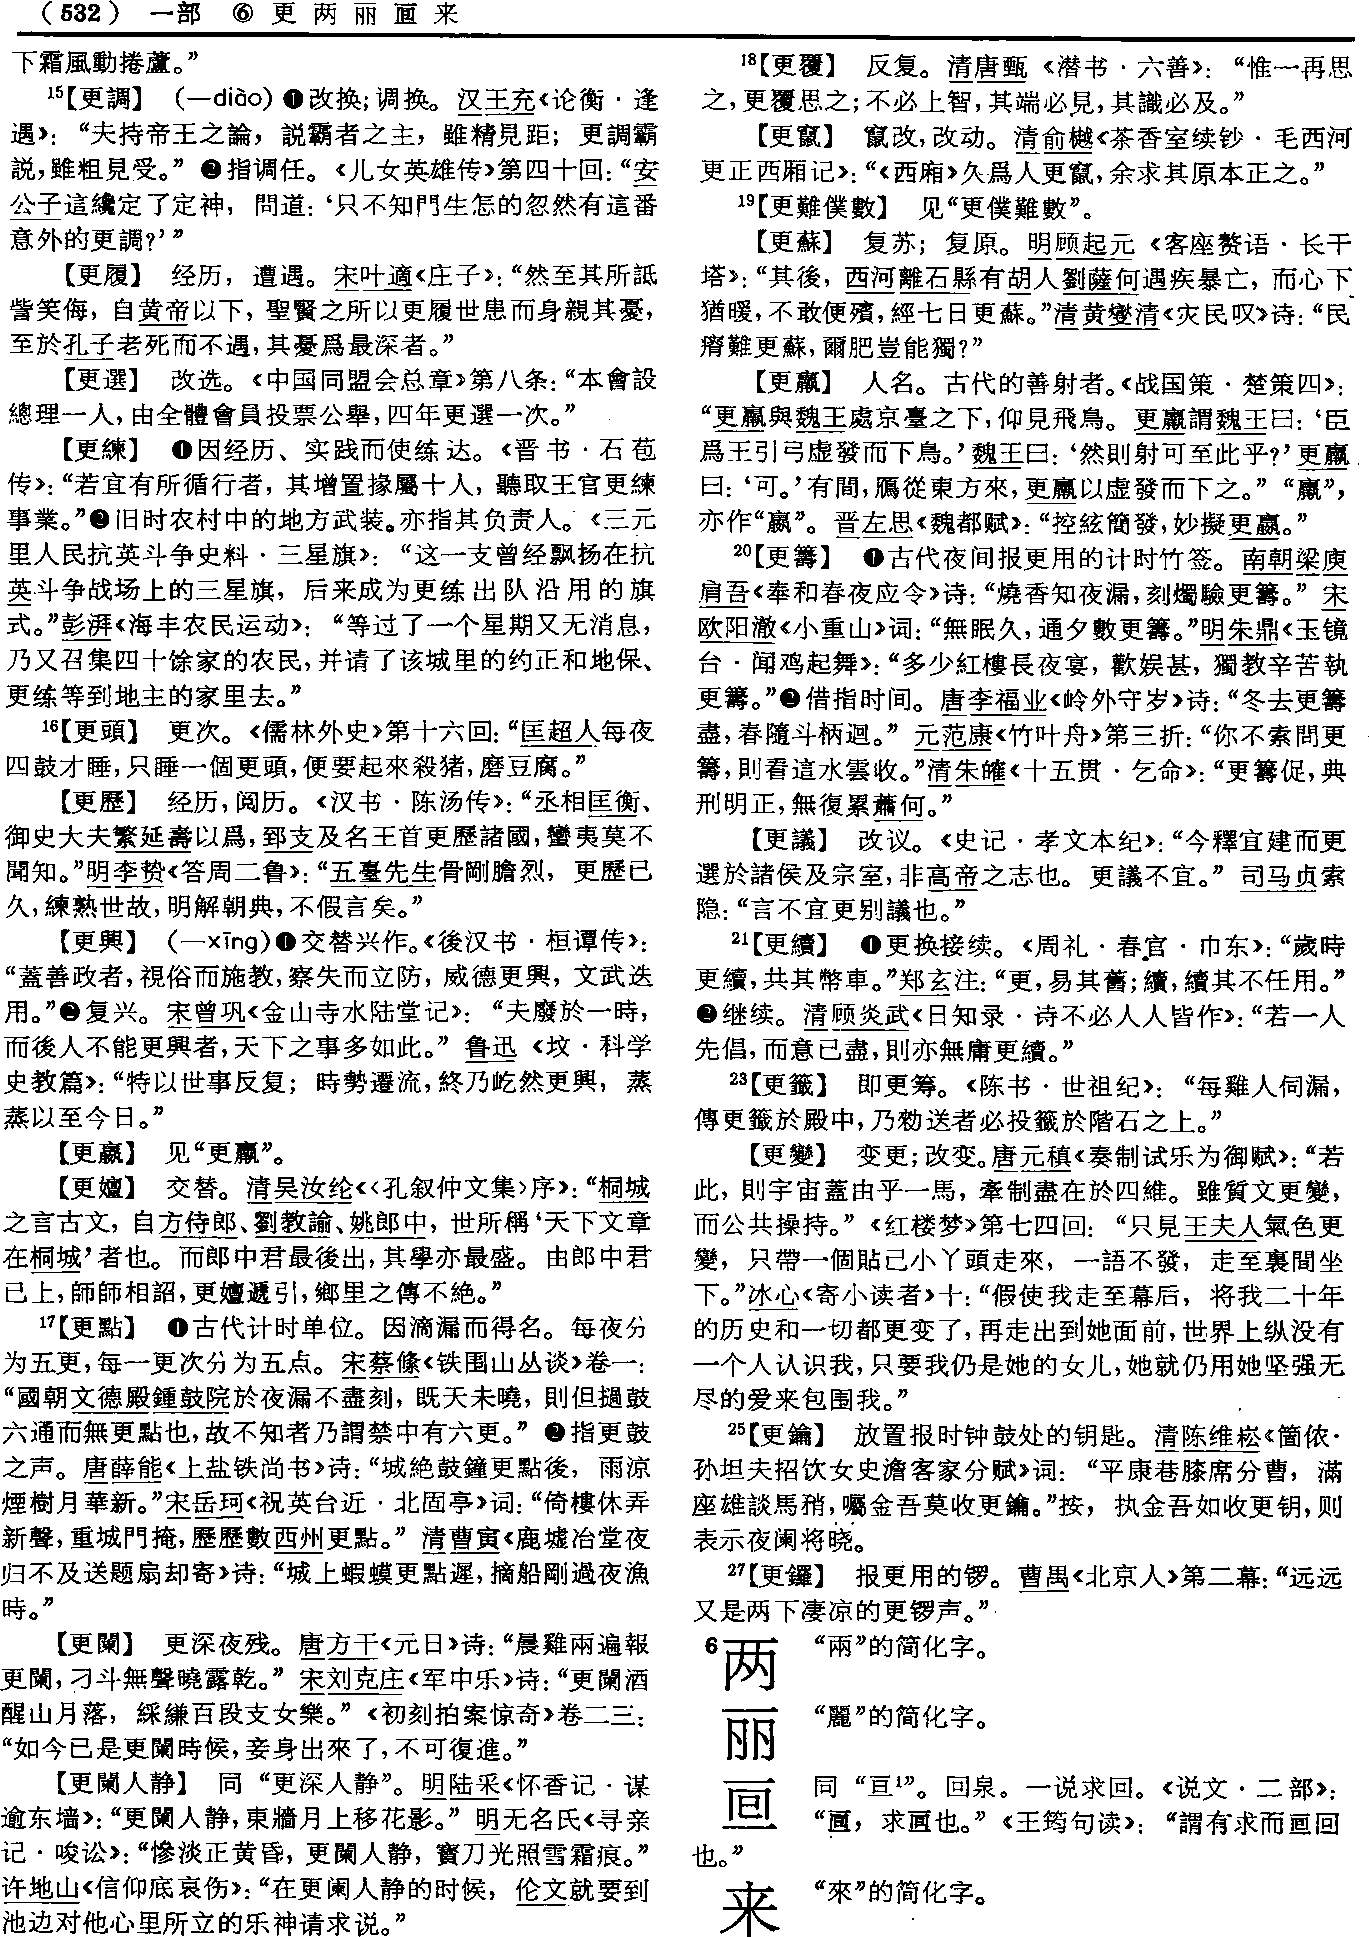 （532） 一部 ⑥ 更 两 丽 画 来
下霜風動捲蘆。”
15【更調】 （—diào）❶改换；调换。汉王充《论衡·逢
遇》：“夫持帝王之論，説霸者之主，雖精見距；更調霸
説，雖粗見受。”❷指调任。《儿女英雄传》第四十回：“安
公子這纔定了定神，問道：‘只不知門生怎的忽然有這番
意外的更調？’”
【更履】 经历，遭遇。宋叶適《庄子》：“然至其所詆
訾笑侮，自黄帝以下，聖賢之所以更履世患而身親其憂，
至於孔子老死而不遇，其憂爲最深者。”
【更選】 改选。《中国同盟会总章》第八条：“本會設
總理一人，由全體會員投票公舉，四年更選一次。”
【更練】 ❶因经历、实践而使练达。《晋书·石苞
传》：“若宜有所循行者，其增置掾屬十人，聽取王官更練
事業。”❷旧时农村中的地方武装。亦指其负责人。《三元
里人民抗英斗争史料·三星旗》：“这一支曾经飘扬在抗
英斗争战场上的三星旗，后来成为更练出队沿用的旗
式。”彭湃《海丰农民运动》：“等过了一个星期又无消息，
乃又召集四十馀家的农民，并请了该城里的约正和地保、
更练等到地主的家里去。”
16【更頭】 更次。《儒林外史》第十六回：“匡超人每夜
四鼓才睡，只睡一個更頭，便要起來殺猪，磨豆腐。”
【更歷】 经历，阅历。《汉书·陈汤传》：“丞相匡衡、
御史大夫繁延壽以爲，郅支及名王首更歷諸國，蠻夷莫不
聞知。”明李贽《答周二鲁》：“五臺先生骨剛膽烈，更歷已
久，練熟世故，明解朝典，不假言矣。”
【更興】 （—xīng）❶交替兴作。《後汉书·桓谭传》：
“蓋善政者，視俗而施教，察失而立防，威德更興，文武迭
用。”❷复兴。宋曾巩《金山寺水陆堂记》：“夫廢於一時，
而後人不能更興者，天下之事多如此。”鲁迅《坟·科学
史教篇》：“特以世事反复；時勢遷流，終乃屹然更興，蒸
蒸以至今日。”
【更嬴】 见“更羸”。
【更嬗】 交替。清吴汝纶《〈孔叙仲文集〉序》：“桐城
之言古文，自方侍郎、劉教諭、姚郎中，世所稱‘天下文章
在桐城’者也。而郎中君最後出，其學亦最盛。由郎中君
已上，師師相詔，更嬗遞引，鄉里之傳不絶。”
17【更點】 ❶古代计时单位。因滴漏而得名。每夜分
为五更，每一更次分为五点。宋蔡絛《铁围山丛谈》卷一：
“國朝文德殿鍾鼓院於夜漏不盡刻，既天未曉，則但撾鼓
六通而無更點也，故不知者乃謂禁中有六更。”❷指更鼓
之声。唐薛能《上盐铁尚书》诗：“城絶鼓鐘更點後，雨涼
煙樹月華新。”宋岳珂《祝英台近·北固亭》词：“倚樓休弄
新聲，重城門掩，歷歷數西州更點。”清曹寅《鹿墟冶堂夜
归不及送题扇却寄》诗：“城上蝦蟆更點遲，摘船剛過夜漁
時。”
【更闌】 更深夜残。唐方干《元日》诗：“晨雞兩遍報
更闌，刁斗無聲曉露乾。”宋刘克庄《军中乐》诗：“更闌酒
醒山月落，綵縑百段支女樂。”《初刻拍案惊奇》卷二三：
“如今已是更闌時候，妾身出來了，不可復進。”
【更闌人静】 同“更深人静”。明陆采《怀香记·谋
逾东墙》：“更闌人静，東牆月上移花影。”明无名氏《寻亲
记·唆讼》：“慘淡正黄昏，更闌人静，寶刀光照雪霜痕。”
许地山《信仰底哀伤》：“在更阑人静的时候，伦文就要到
池边对他心里所立的乐神请求说。”
18【更覆】 反复。清唐甄《潜书·六善》：“惟一再思
之，更覆思之；不必上智，其端必見，其識必及。”
【更竄】 竄改，改动。清俞樾《茶香室续钞·毛西河
更正西厢记》：“《西厢》久爲人更竄，余求其原本正之。”
19【更難僕數】 见“更僕難數”。
【更蘇】 复苏；复原。明顾起元《客座赘语·长干
塔》：“其後，西河離石縣有胡人劉薩何遇疾暴亡，而心下
猶暖，不敢便殯，經七日更蘇。”清黄燮清《灾民叹》诗：“民
瘠難更蘇，爾肥豈能獨？”
【更羸】 人名。古代的善射者。《战国策·楚策四》：
“更羸與魏王處京臺之下，仰見飛鳥。更羸謂魏王曰：‘臣
爲王引弓虚發而下鳥。’魏王曰：‘然則射可至此乎？’更羸
曰：‘可。’有間，鴈從東方來，更羸以虚發而下之。”“羸”，
亦作“嬴”。晋左思《魏都赋》：“控絃簡發，妙擬更嬴。”
20【更籌】 ❶古代夜间报更用的计时竹签。南朝梁庾
肩吾《奉和春夜应令》诗：“燒香知夜漏，刻燭驗更籌。”宋
欧阳澈《小重山》词：“無眠久，通夕數更籌。”明朱鼎《玉镜
台·闻鸡起舞》：“多少紅樓長夜宴，歡娱甚，獨教辛苦執
更籌。”❷借指时间。唐李福业《岭外守岁》诗：“冬去更籌
盡，春隨斗柄迴。”元范康《竹叶舟》第三折：“你不索問更
籌，則看這水雲收。”清朱㿥《十五贯·乞命》：“更籌促，典
刑明正，無復累蕭何。”
【更議】 改议。《史记·孝文本纪》：“今釋宜建而更
選於諸侯及宗室，非高帝之志也。更議不宜。”司马贞索
隐：“言不宜更别議也。”
21【更續】 ❶更换接续。《周礼·春官·巾车》：“歲時
更續，共其幣車。”郑玄注：“更，易其舊；續，續其不任用。”
❷继续。清顾炎武《日知录·诗不必人人皆作》：“若一人
先倡，而意已盡，則亦無庸更續。”
23【更籤】 即更筹。《陈书·世祖纪》：“每雞人伺漏，
傳更籤於殿中，乃勑送者必投籤於階石之上。”
【更變】 变更；改变。唐元稹《奏制试乐为御赋》：“若
此，則宇宙蓋由乎一馬，牽制盡在於四維。雖質文更變，
而公共操持。”《红楼梦》第七四回：“只見王夫人氣色更
變，只帶一個貼己小丫頭走來，一語不發，走至裏間坐
下。”冰心《寄小读者》十：“假使我走至幕后，将我二十年
的历史和一切都更变了，再走出到她面前，世界上纵没有
一个人认识我，只要我仍是她的女儿，她就仍用她坚强无
尽的爱来包围我。”
25【更鑰】 放置报时钟鼓处的钥匙。清陈维崧《箇侬·
孙坦夫招饮女史澹客家分赋》词：“平康巷膝席分曹，滿
座雄談馬稍，囑金吾莫收更鑰。”按，执金吾如收更钥，则
表示夜阑将晓。
27【更鑼】 报更用的锣。曹禺《北京人》第二幕：“远远
又是两下凄凉的更锣声。”
6 两 “兩”的简化字。
丽 “麗”的简化字。
同“亘1”。回泉。一说求回。《说文·二部》：
“𠄢，求𠄢也。”《王筠句读》：“謂有求而𠄢回
也。”
来 “來”的简化字。